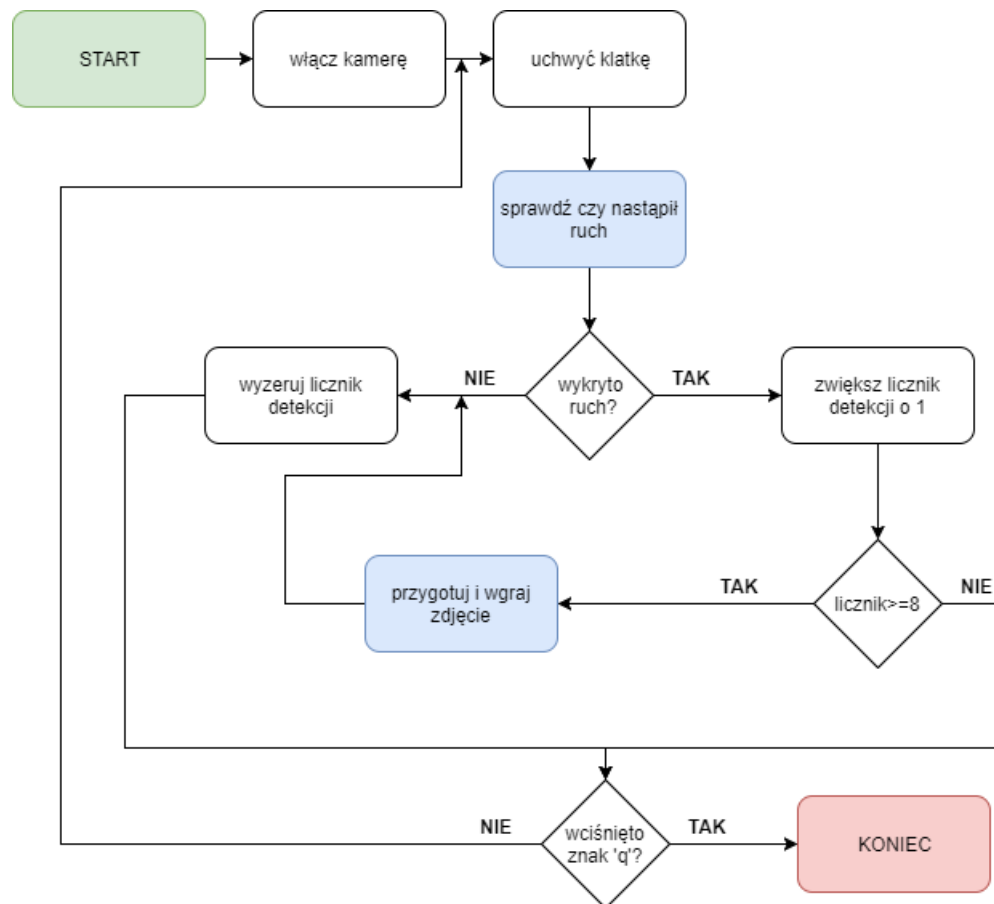 START
włącz kamerę
uchwyć klatkę
sprawdź czy nastąpił
ruch
wyzeruj licznik
detekcji
NIE
wykryto
ruch?
TAK
zwiększ licznik
detekcji o 1
przygotuj i wgraj
zdjęcie
TAK
licznik>=8
NIE
NIE
wciśnięto
znak 'q'?
TAK
KONIEC